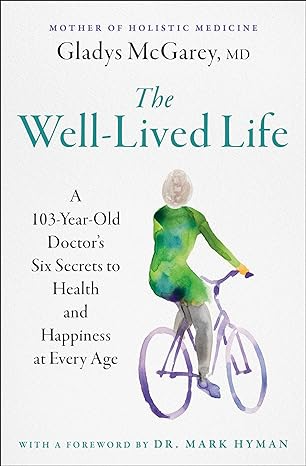 MOTHER OF HOLISTIC MEDICINE
Gladys McGarey, MD
The
Well-Lived Life
A
103-Year-Old
Doctor's
Six Secrets to
Health
and
Happiness
at Every Age
WITH A FOREWORD BY DR. MARK HYMAN